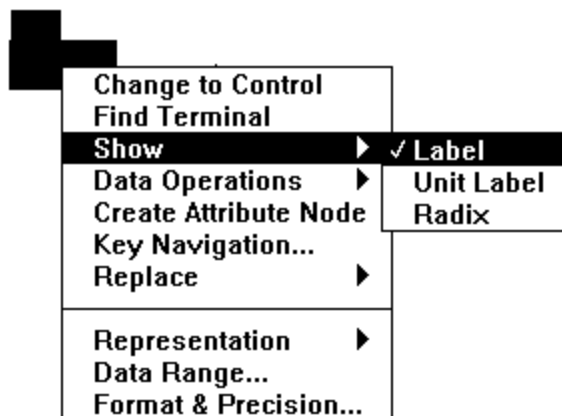 Change to Control
Find Terminal
Show
✓ Label
Data Operations
Unit Label
Create Attribute Node
Radix
Key Navigation...
Replace
Representation
Data Range...
Format & Precision...